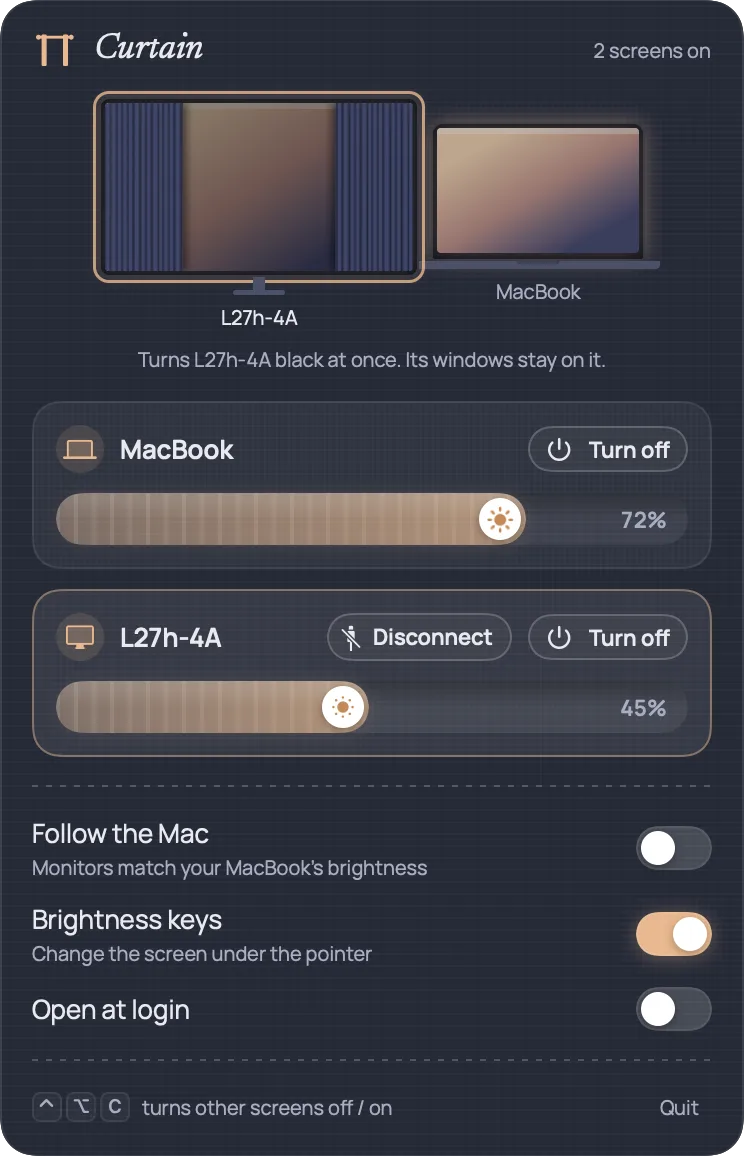 Curtain
2 screens on
MacBook
L27h-4A
Turns L27h-4A black at once. Its windows stay on it.
MacBook
Turn off
72%
L27h-4A
Disconnect
Turn off
45%
Follow the Mac
Monitors match your MacBook's brightness
Brightness keys
Change the screen under the pointer
Open at login
⌃ ⌥ C turns other screens off / on
Quit